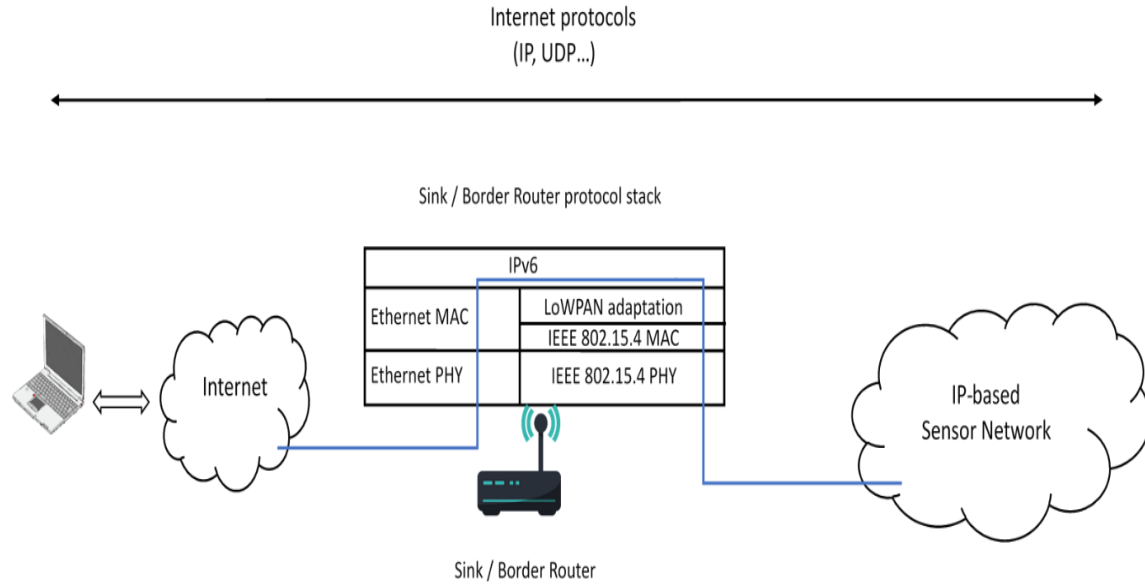 Internet protocols
(IP, UDP...)
Sink / Border Router protocol stack
IPv6
Ethernet MAC
LoWPAN adaptation
IEEE 802.15.4 MAC
Ethernet PHY
IEEE 802.15.4 PHY
Internet
IP-based
Sensor Network
Sink / Border Router